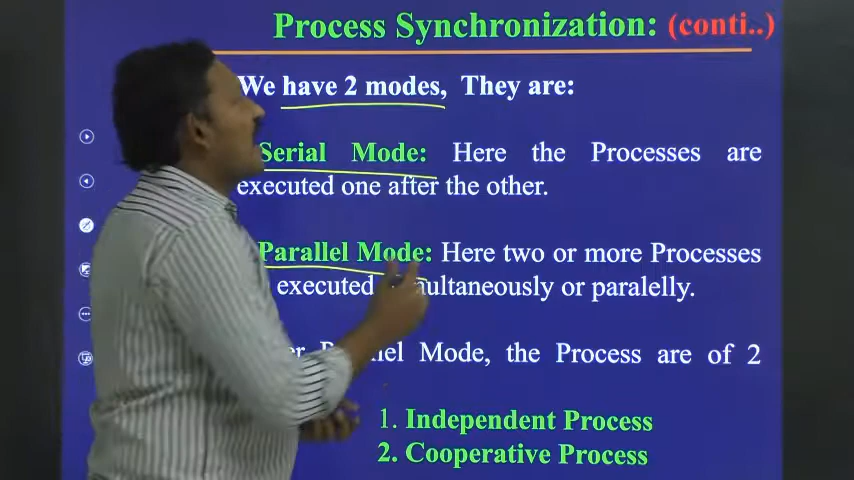 Process Synchronization: (conti..)
We have 2 modes, They are:
Serial Mode: Here the Processes are
executed one after the other.
Parallel Mode: Here two or more Processes
executed simultaneously or paralelly.
Parallel Mode, the Process are of 2
1. Independent Process
2. Cooperative Process